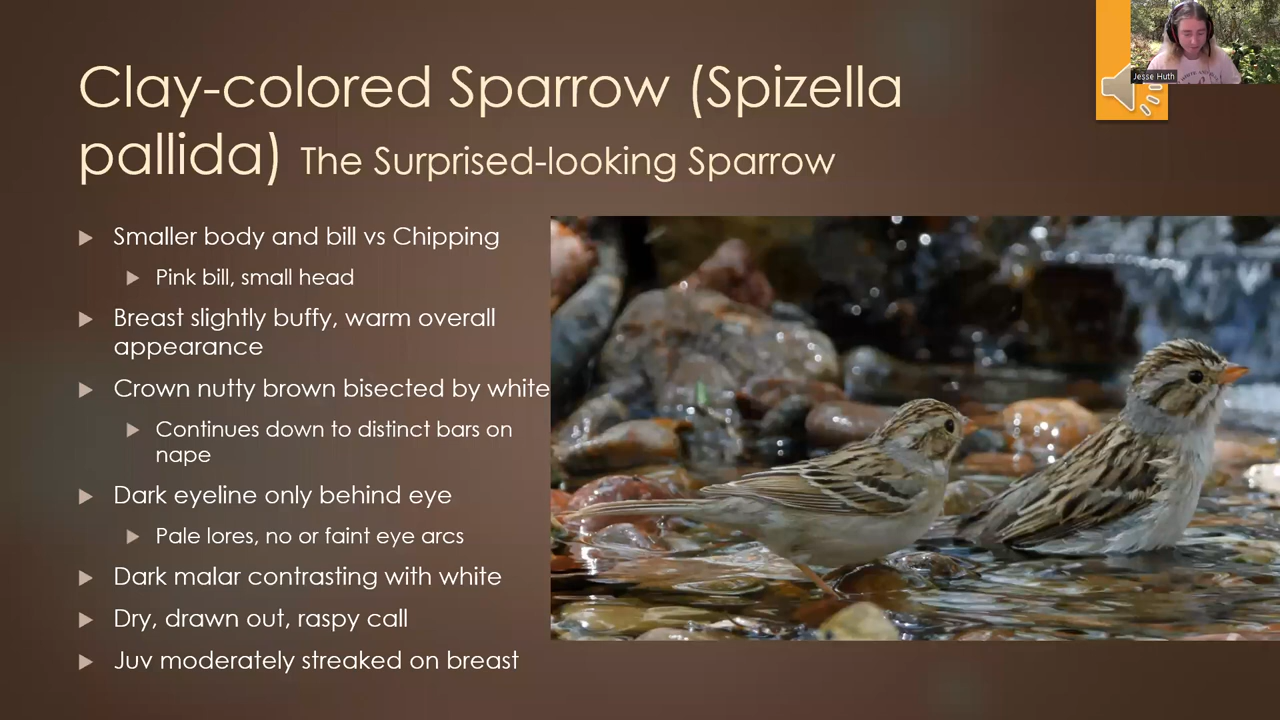 Clay-colored Sparrow (Spizella
pallida) The Surprised-looking Sparrow
Jesse Huth
Smaller body and bill vs Chipping
Pink bill, small head
Breast slightly buffy, warm overall
appearance
Crown nutty brown bisected by white
Continues down to distinct bars on
nape
Dark eyeline only behind eye
Pale lores, no or faint eye arcs
Dark malar contrasting with white
Dry, drawn out, raspy call
Juv moderately streaked on breast